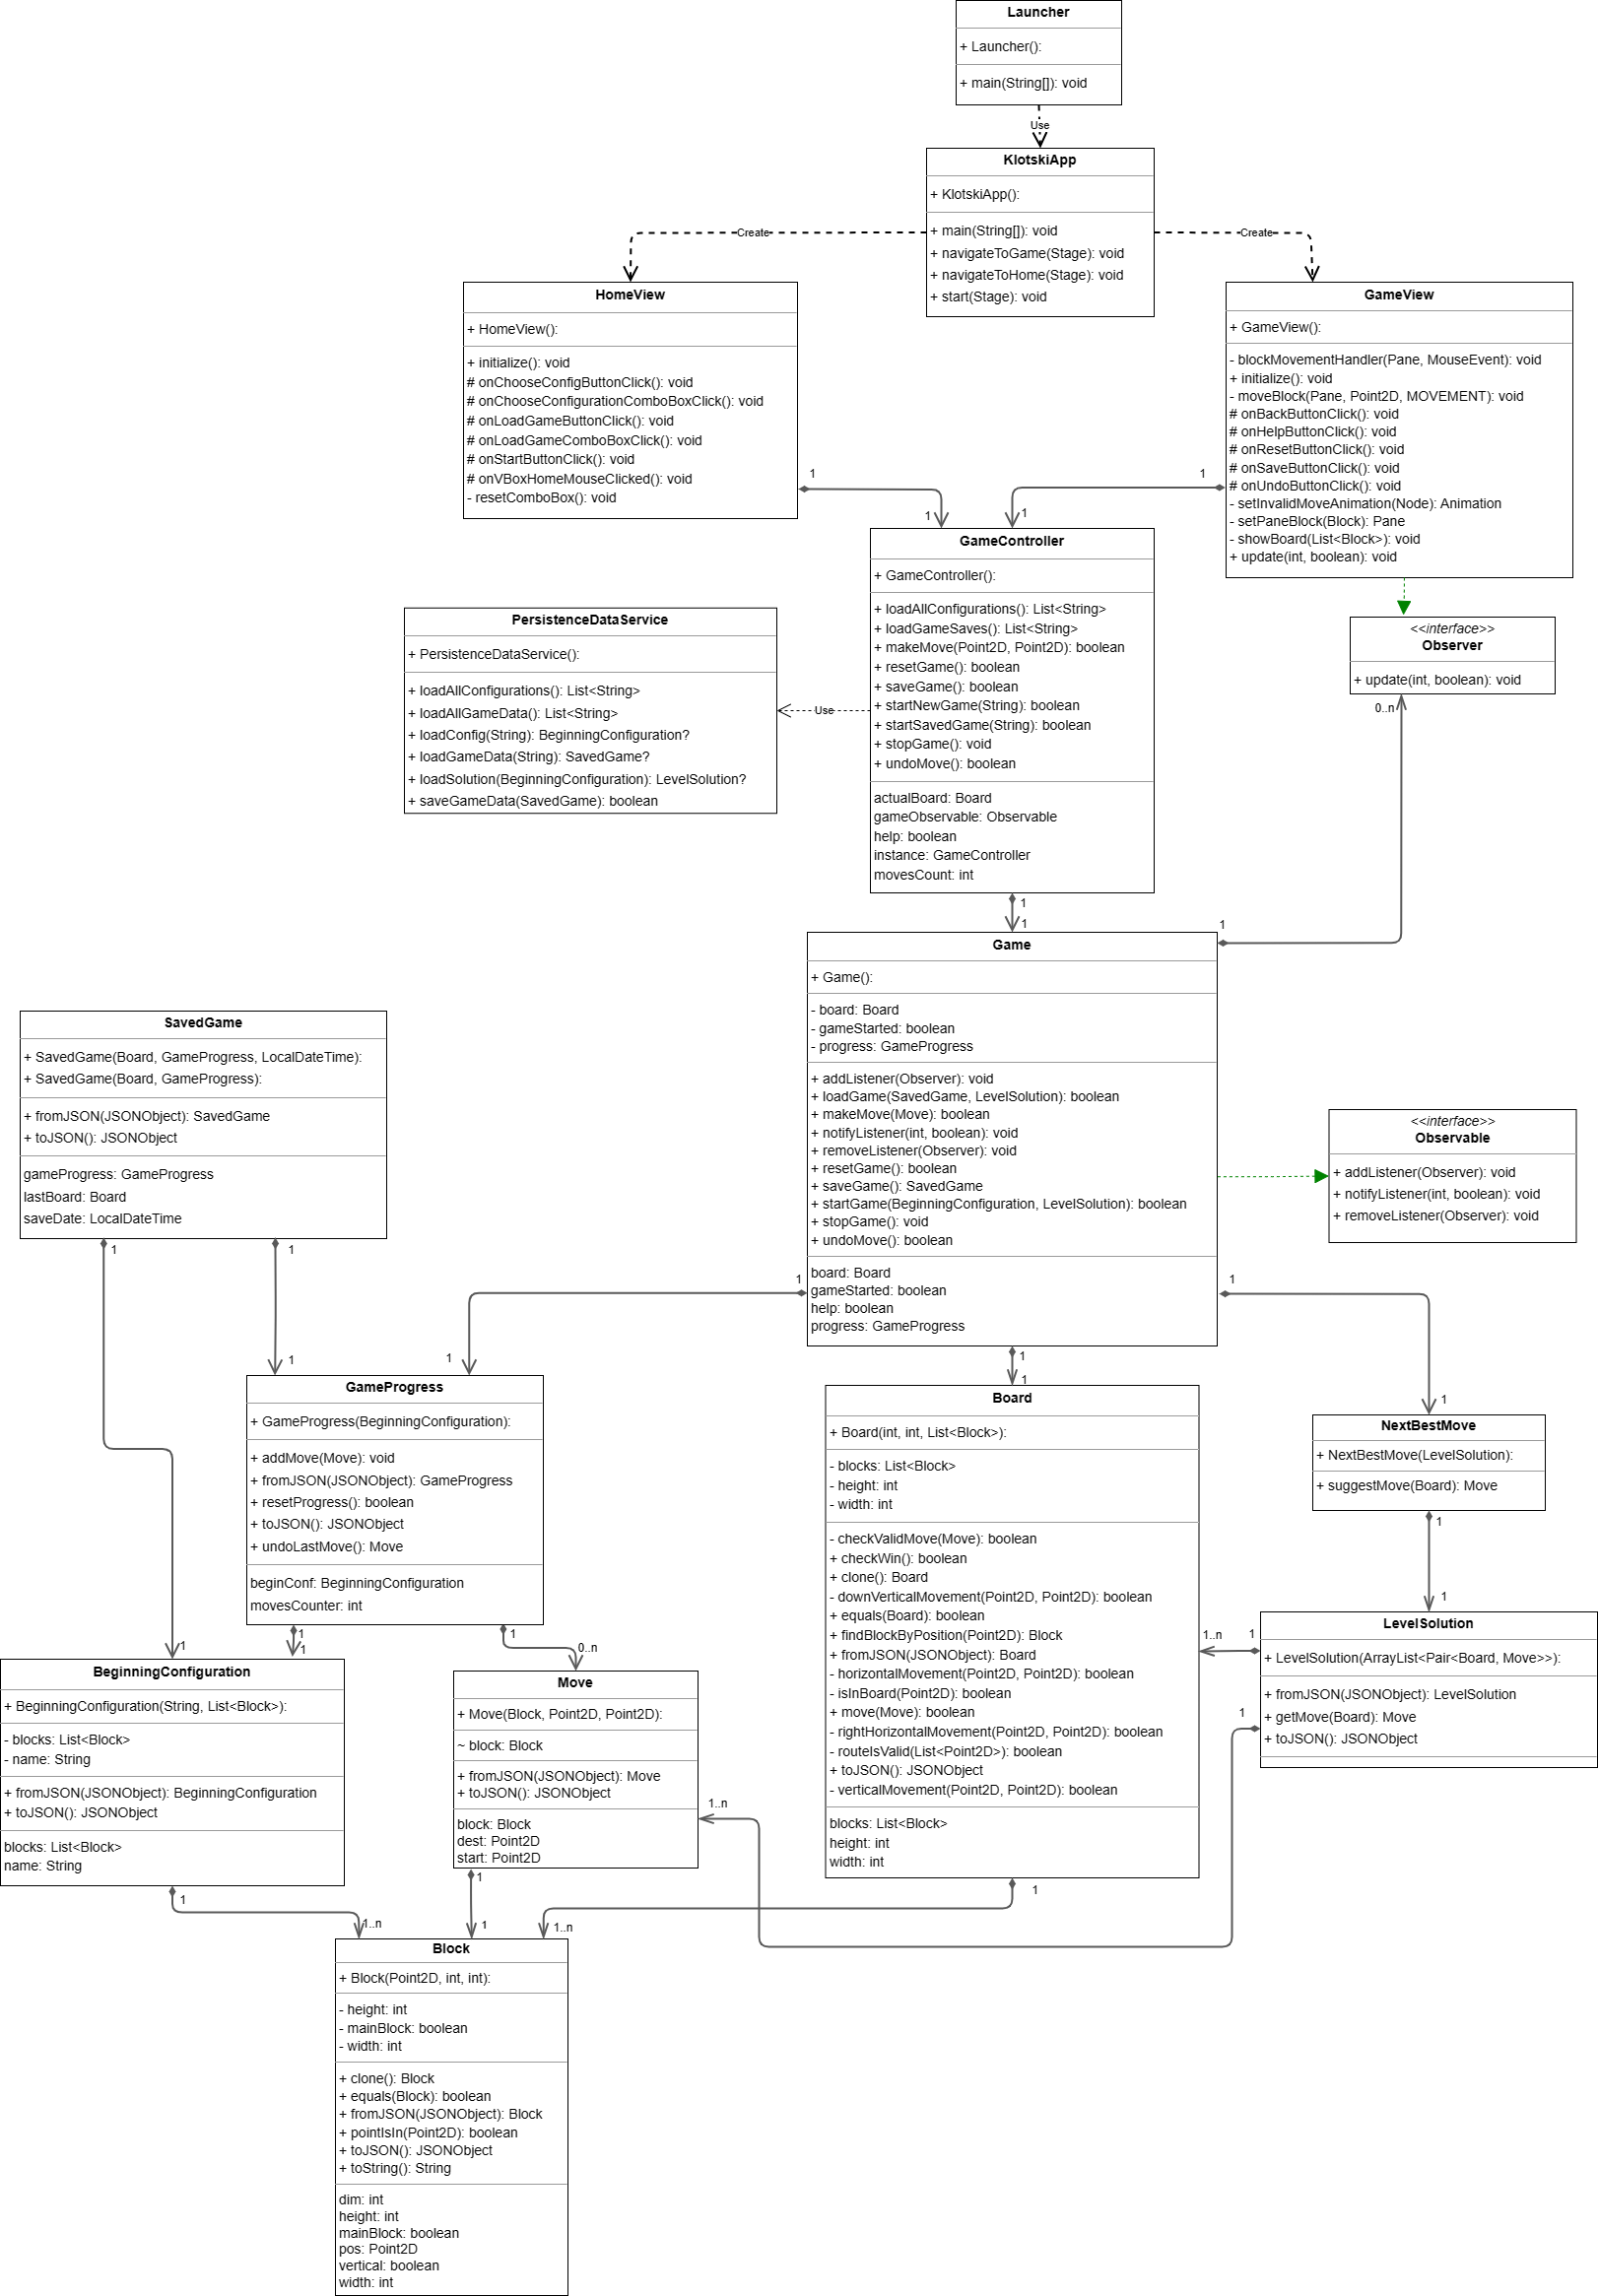 Launcher
+ Launcher():
+ main(String[]): void
Use
KlotskiApp
+ KlotskiApp():
+ main(String[]): void
+ navigateToGame(Stage): void
+ navigateToHome(Stage): void
+ start(Stage): void
Create
Create
HomeView
+ HomeView():
+ initialize(): void
# onChooseConfigButtonClick(): void
# onChooseConfigurationComboBoxClick(): void
# onLoadGameButtonClick(): void
# onLoadGameComboBoxClick(): void
# onStartButtonClick(): void
# onVBoxHomeMouseClicked(): void
- resetComboBox(): void
GameView
+ GameView():
- blockMovementHandler(Pane, MouseEvent): void
+ initialize(): void
- moveBlock(Pane, Point2D, MOVEMENT): void
# onBackButtonClick(): void
# onHelpButtonClick(): void
# onResetButtonClick(): void
# onSaveButtonClick(): void
# onUndoButtonClick(): void
- setInvalidMoveAnimation(Node): Animation
- setPaneBlock(Block): Pane
- showBoard(List<Block>): void
+ update(int, boolean): void
1
1
1
1
GameController
+ GameController():
+ loadAllConfigurations(): List<String>
+ loadGameSaves(): List<String>
+ makeMove(Point2D, Point2D): boolean
+ resetGame(): boolean
+ saveGame(): boolean
+ startNewGame(String): boolean
+ startSavedGame(String): boolean
+ stopGame(): void
+ undoMove(): boolean
actualBoard: Board
gameObservable: Observable
help: boolean
instance: GameController
movesCount: int
PersistenceDataService
+ PersistenceDataService():
+ loadAllConfigurations(): List<String>
+ loadAllGameData(): List<String>
+ loadConfig(String): BeginningConfiguration?
+ loadGameData(String): SavedGame?
+ loadSolution(BeginningConfiguration): LevelSolution?
+ saveGameData(SavedGame): boolean
Use
<<interface>>
Observer
+ update(int, boolean): void
0..n
1
1
1
Game
+ Game():
- board: Board
- gameStarted: boolean
- progress: GameProgress
+ addListener(Observer): void
+ loadGame(SavedGame, LevelSolution): boolean
+ makeMove(Move): boolean
+ notifyListener(int, boolean): void
+ removeListener(Observer): void
+ resetGame(): boolean
+ saveGame(): SavedGame
+ startGame(BeginningConfiguration, LevelSolution): boolean
+ stopGame(): void
+ undoMove(): boolean
board: Board
gameStarted: boolean
help: boolean
progress: GameProgress
SavedGame
+ SavedGame(Board, GameProgress, LocalDateTime):
+ SavedGame(Board, GameProgress):
+ fromJSON(JSONObject): SavedGame
+ toJSON(): JSONObject
gameProgress: GameProgress
lastBoard: Board
saveDate: LocalDateTime
<<interface>>
Observable
+ addListener(Observer): void
+ notifyListener(int, boolean): void
+ removeListener(Observer): void
1
1
1
1
1
1
1
1
1
GameProgress
+ GameProgress(BeginningConfiguration):
+ addMove(Move): void
+ fromJSON(JSONObject): GameProgress
+ resetProgress(): boolean
+ toJSON(): JSONObject
+ undoLastMove(): Move
beginConf: BeginningConfiguration
movesCounter: int
Board
+ Board(int, int, List<Block>):
- blocks: List<Block>
- height: int
- width: int
- checkValidMove(Move): boolean
+ checkWin(): boolean
+ clone(): Board
- downVerticalMovement(Point2D, Point2D): boolean
+ equals(Board): boolean
+ findBlockByPosition(Point2D): Block
+ fromJSON(JSONObject): Board
- horizontalMovement(Point2D, Point2D): boolean
- isInBoard(Point2D): boolean
+ move(Move): boolean
- rightHorizontalMovement(Point2D, Point2D): boolean
- routeIsValid(List<Point2D>): boolean
+ toJSON(): JSONObject
- verticalMovement(Point2D, Point2D): boolean
blocks: List<Block>
height: int
width: int
NextBestMove
+ NextBestMove(LevelSolution):
+ suggestMove(Board): Move
1
1
LevelSolution
+ LevelSolution(ArrayList<Pair<Board, Move>>):
+ fromJSON(JSONObject): LevelSolution
+ getMove(Board): Move
+ toJSON(): JSONObject
1..n
1
1
1..n
1
1
1
1
0..n
BeginningConfiguration
+ BeginningConfiguration(String, List<Block>):
- blocks: List<Block>
- name: String
+ fromJSON(JSONObject): BeginningConfiguration
+ toJSON(): JSONObject
blocks: List<Block>
name: String
Move
+ Move(Block, Point2D, Point2D):
~ block: Block
+ fromJSON(JSONObject): Move
+ toJSON(): JSONObject
block: Block
dest: Point2D
start: Point2D
1
1
1
1..n
1
1..n
Block
+ Block(Point2D, int, int):
- height: int
- mainBlock: boolean
- width: int
+ clone(): Block
+ equals(Block): boolean
+ fromJSON(JSONObject): Block
+ pointIsIn(Point2D): boolean
+ toJSON(): JSONObject
+ toString(): String
dim: int
height: int
mainBlock: boolean
pos: Point2D
vertical: boolean
width: int